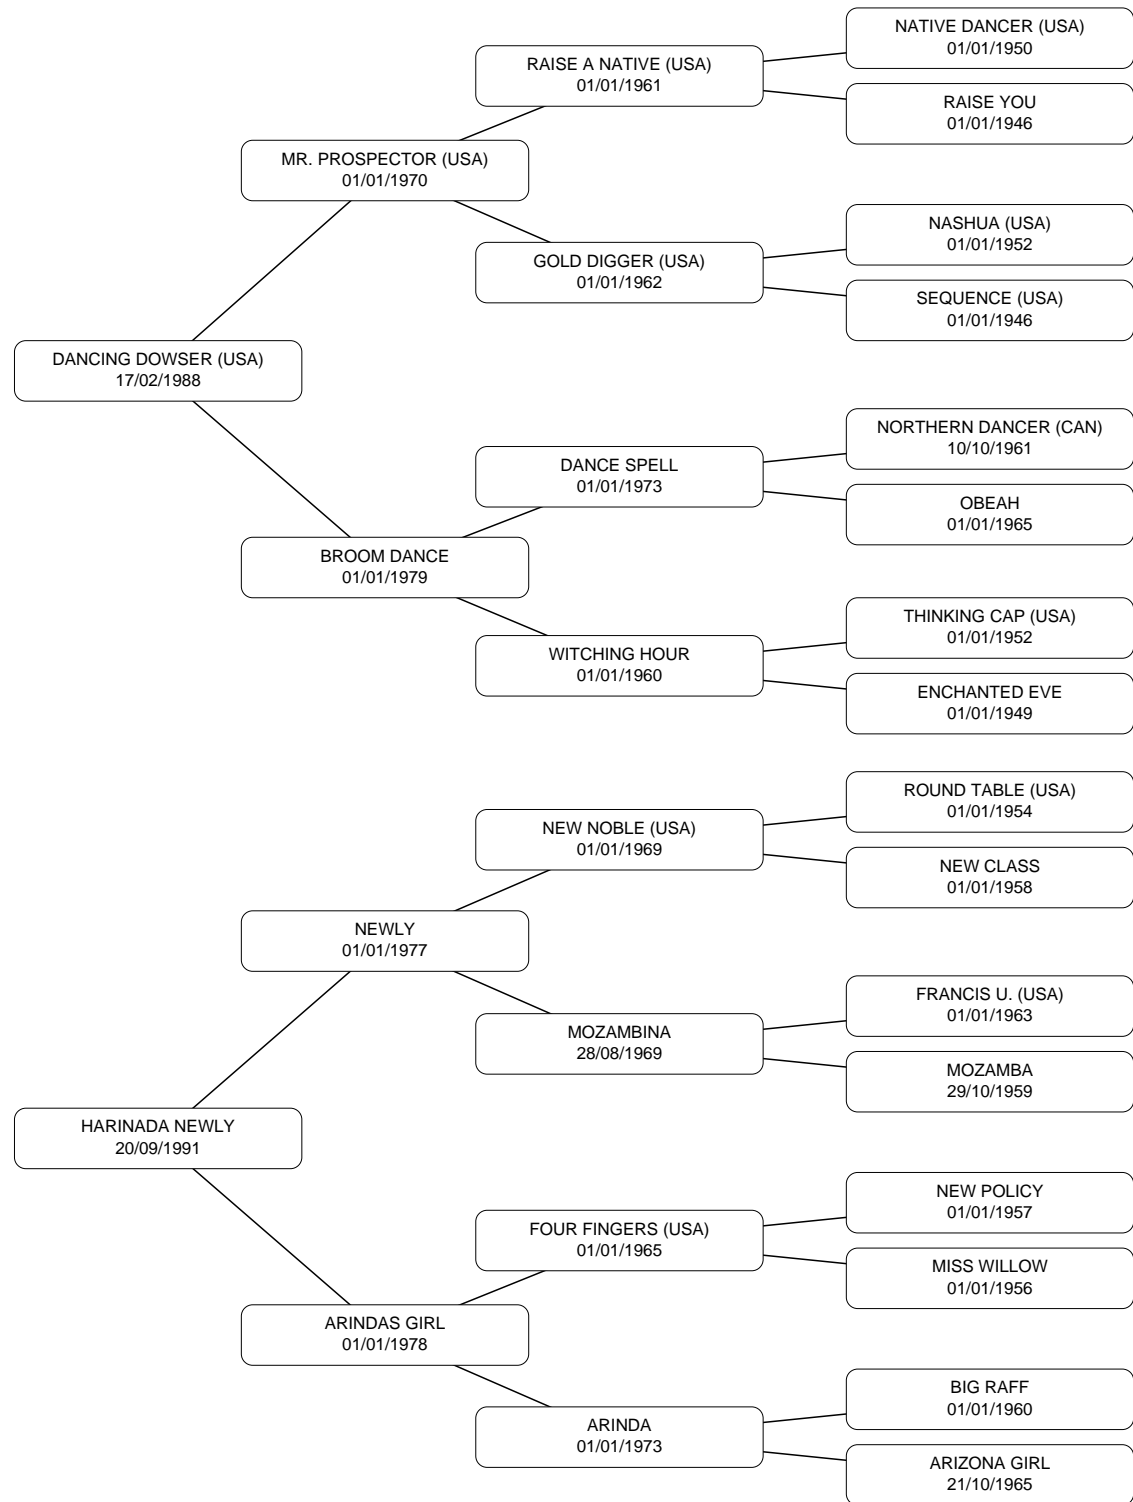 NATIVE DANCER (USA)
01/01/1950
RAISE A NATIVE (USA)
01/01/1961
RAISE YOU
01/01/1946
MR. PROSPECTOR (USA)
01/01/1970
NASHUA (USA)
01/01/1952
GOLD DIGGER (USA)
01/01/1962
SEQUENCE (USA)
01/01/1946
DANCING DOWSER (USA)
17/02/1988
NORTHERN DANCER (CAN)
10/10/1961
DANCE SPELL
01/01/1973
OBEAH
01/01/1965
BROOM DANCE
01/01/1979
THINKING CAP (USA)
01/01/1952
WITCHING HOUR
01/01/1960
ENCHANTED EVE
01/01/1949
ROUND TABLE (USA)
01/01/1954
NEW NOBLE (USA)
01/01/1969
NEW CLASS
01/01/1958
NEWLY
01/01/1977
FRANCIS U. (USA)
01/01/1963
MOZAMBINA
28/08/1969
MOZAMBA
29/10/1959
HARINADA NEWLY
20/09/1991
NEW POLICY
01/01/1957
FOUR FINGERS (USA)
01/01/1965
MISS WILLOW
01/01/1956
ARINDAS GIRL
01/01/1978
BIG RAFF
01/01/1960
ARINDA
01/01/1973
ARIZONA GIRL
21/10/1965